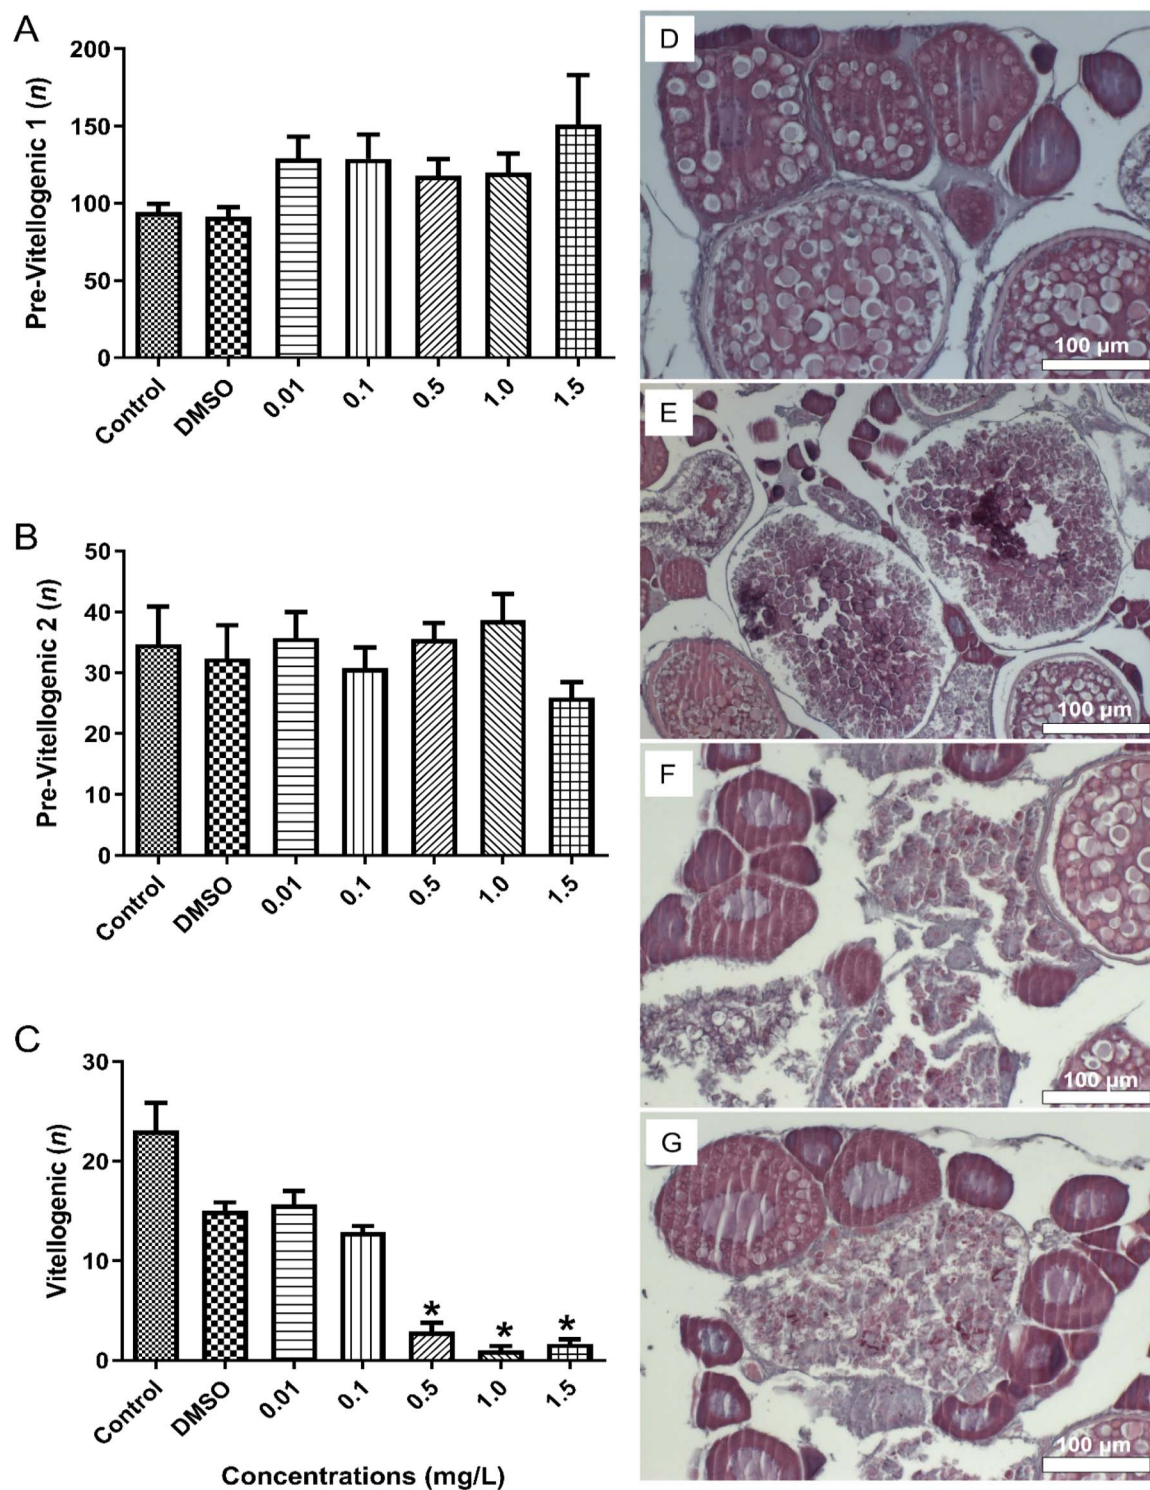 A
Pre-Vitellogenic 1 (n)
200
150
100
50
0
Control
DMSO
0.01
0.1
0.5
1.0
1.5
B
Pre-Vitellogenic 2 (n)
50
40
30
20
10
0
Control
DMSO
0.01
0.1
0.5
1.0
1.5
C
Vitellogenic (n)
30
20
10
0
* * *
Control
DMSO
0.01
0.1
0.5
1.0
1.5
Concentrations (mg/L)
D
100 µm
E
100 µm
F
100 µm
G
100 µm